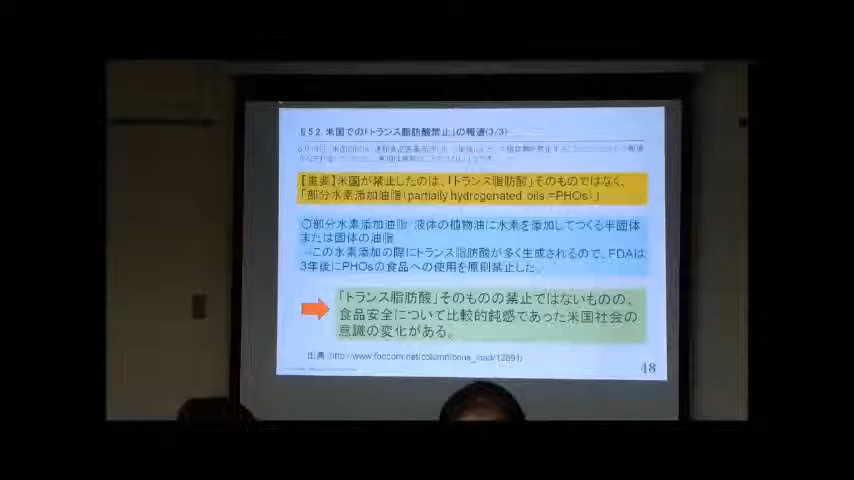 §5.2. 米国での「トランス脂肪酸禁止」の報道(3/3)
【重要】米国が禁止したのは、「トランス脂肪酸」そのものではなく、
「部分水素添加油脂（partially hydrogenated oils =PHOs）」
○部分水素添加油脂 液体の植物油に水素を添加してつくる半固体
または固体の油脂
→この水素添加の際にトランス脂肪酸が多く生成されるので、FDAは
3年後にPHOsの食品への使用を原則禁止した。
「トランス脂肪酸」そのものの禁止ではないものの、
食品安全について比較的鈍感であった米国社会の
意識の変化がある。
出典:
48